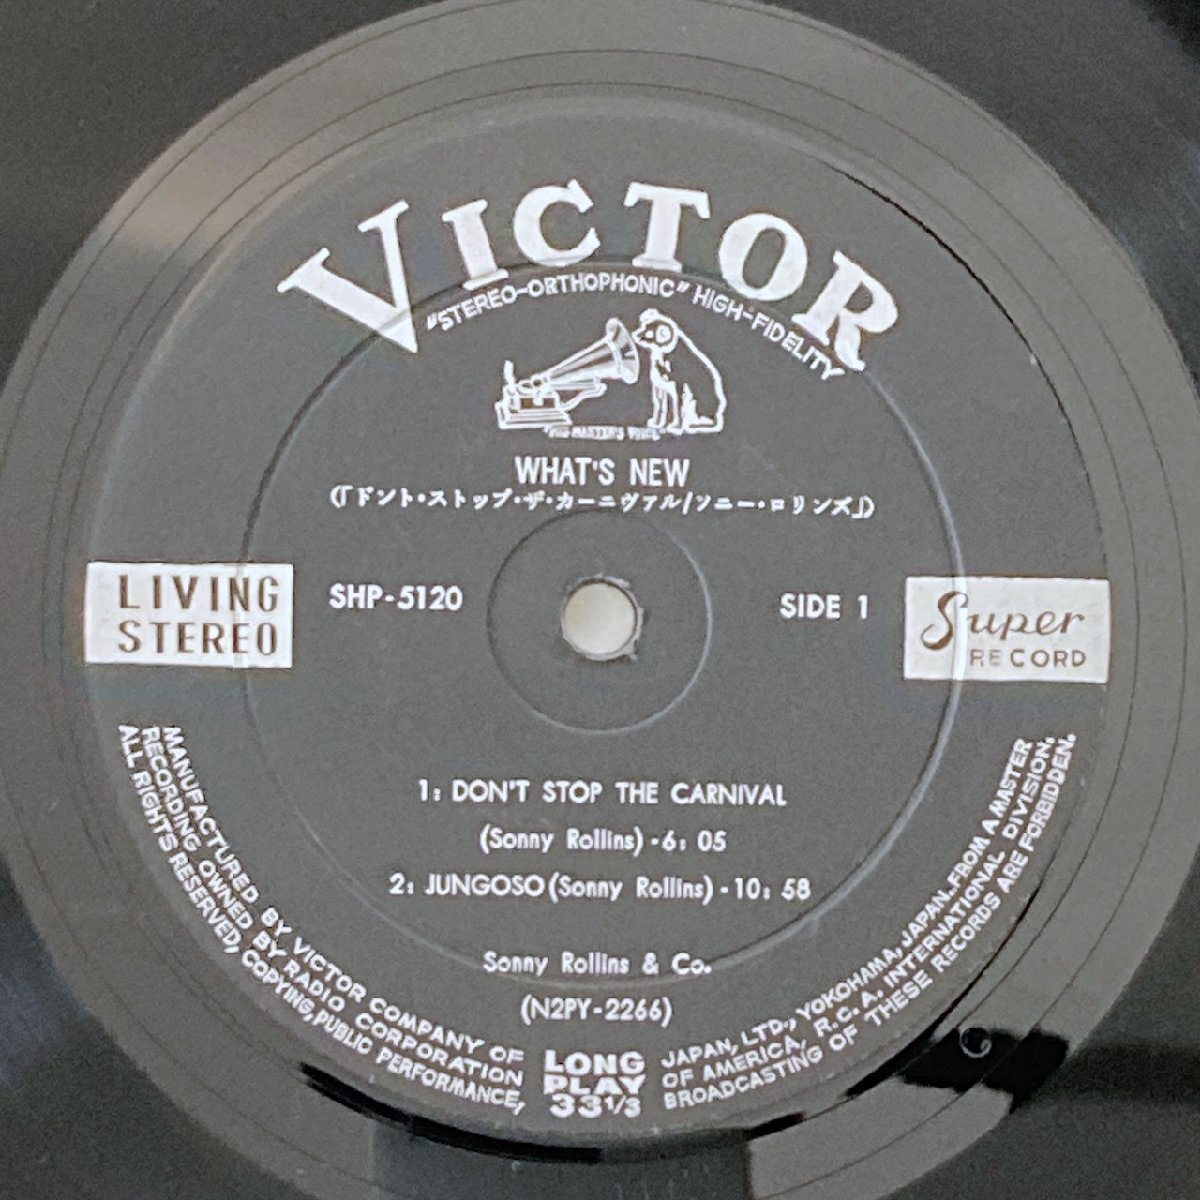 VICTOR
"STEREO-ORTHOPHONIC" HIGH-FIDELITY
"HIS MASTER'S VOICE"
WHAT'S NEW
(「ドント・ストップ・ザ・カーニヴァル/ソニー・ロリンズ」)
LIVING
STEREO
SHP-5120
SIDE 1
Super
RECORD
1: DON'T STOP THE CARNIVAL
(Sonny Rollins)・6: 05
2: JUNGOSO (Sonny Rollins)・10: 58
Sonny Rollins & Co.
(N2PY-2266)
MANUFACTURED BY VICTOR COMPANY OF JAPAN, LTD., YOKOHAMA, JAPAN. FROM A MASTER
RECORDING OWNED BY RADIO CORPORATION OF AMERICA, R.C.A. INTERNATIONAL DIVISION.
ALL RIGHTS RESERVED, COPYING, PUBLIC PERFORMANCE, BROADCASTING OF THESE RECORDS ARE FORBIDDEN.
LONG
PLAY
33 1/3